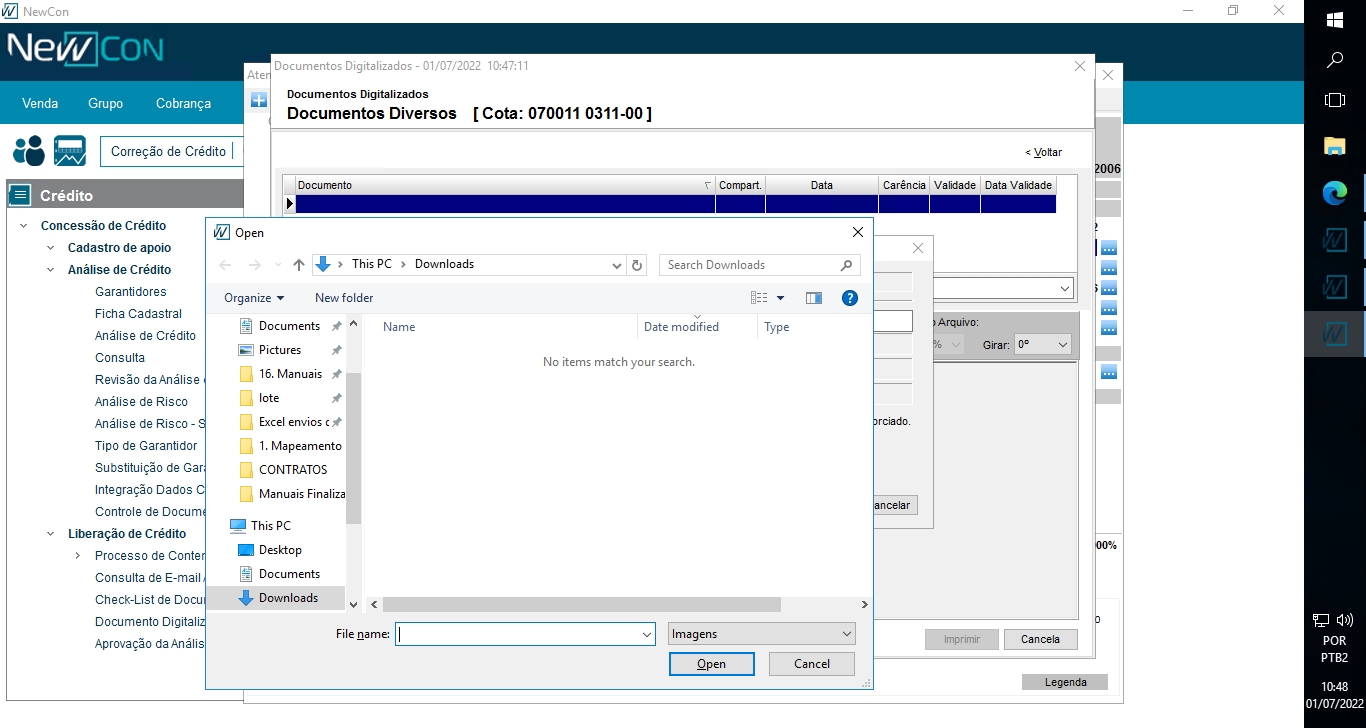 NewCon
NEWCON
Venda Grupo Cobrança
Correção de Crédito
Crédito
Concessão de Crédito
Cadastro de apoio
Análise de Crédito
Garantidores
Ficha Cadastral
Análise de Crédito
Consulta
Revisão da Análise
Análise de Risco
Análise de Risco - S
Tipo de Garantidor
Substituição de Gara
Integração Dados C
Controle de Docume
Liberação de Crédito
Processo de Conter
Consulta de E-mail
Check-List de Docu
Documento Digitaliz
Aprovação da Anális
Aten
Documentos Digitalizados - 01/07/2022 10:47:11
Documentos Digitalizados
Documentos Diversos [ Cota: 070011 0311-00 ]
< Voltar
Documento Compart. Data Carência Validade Data Validade
2006
2
o Arquivo:
% Girar: 0º
orciado.
ancelar
000%
0
Imprimir Cancela
Legenda
Open
This PC > Downloads
Search Downloads
Organize New folder
Documents
Pictures
16. Manuais
lote
Excel envios c
1. Mapeamento
CONTRATOS
Manuais Finaliza
This PC
Desktop
Documents
Downloads
Name Date modified Type
No items match your search.
File name: Imagens
Open Cancel
POR
PTB2
10:48
01/07/2022